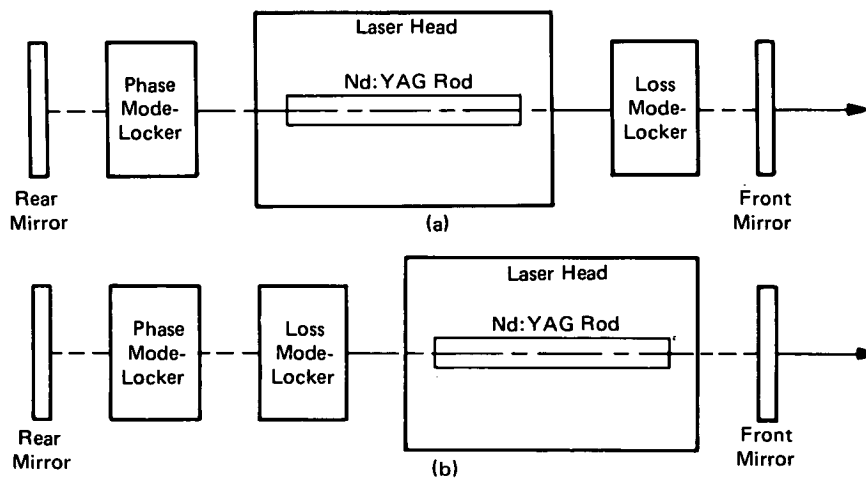 Laser Head
Phase
Mode-
Locker
Nd:YAG Rod
Loss
Mode-
Locker
Rear
Mirror
Front
Mirror
(a)
Laser Head
Phase
Mode-
Locker
Loss
Mode-
Locker
Nd:YAG Rod
Rear
Mirror
Front
Mirror
(b)